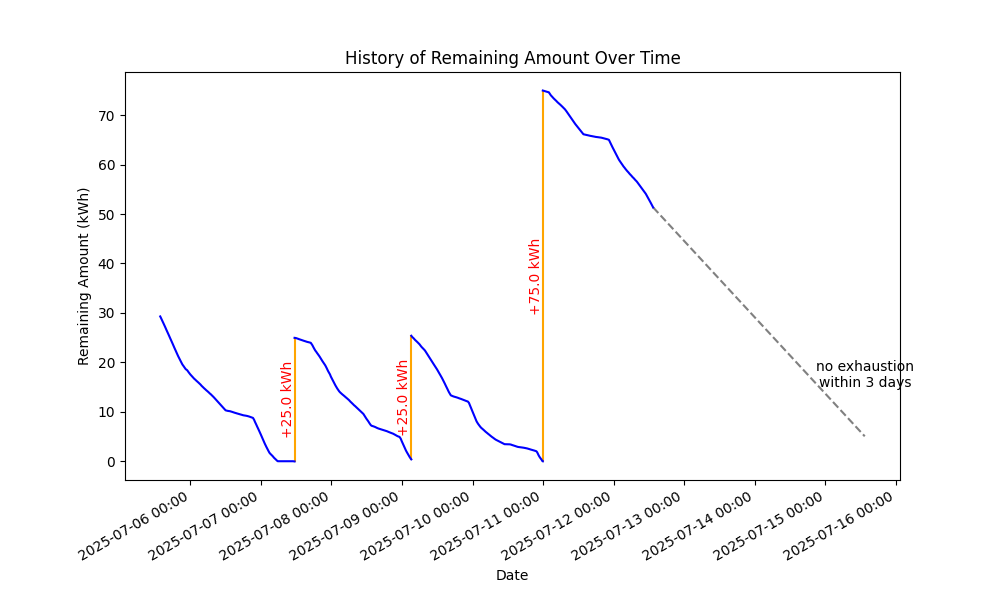 History of Remaining Amount Over Time
Remaining Amount (kWh)
70
60
50
40
30
20
10
0
+25.0 kWh
+25.0 kWh
+75.0 kWh
no exhaustion
within 3 days
2025-07-06 00:00
2025-07-07 00:00
2025-07-08 00:00
2025-07-09 00:00
2025-07-10 00:00
2025-07-11 00:00
2025-07-12 00:00
2025-07-13 00:00
2025-07-14 00:00
2025-07-15 00:00
2025-07-16 00:00
Date